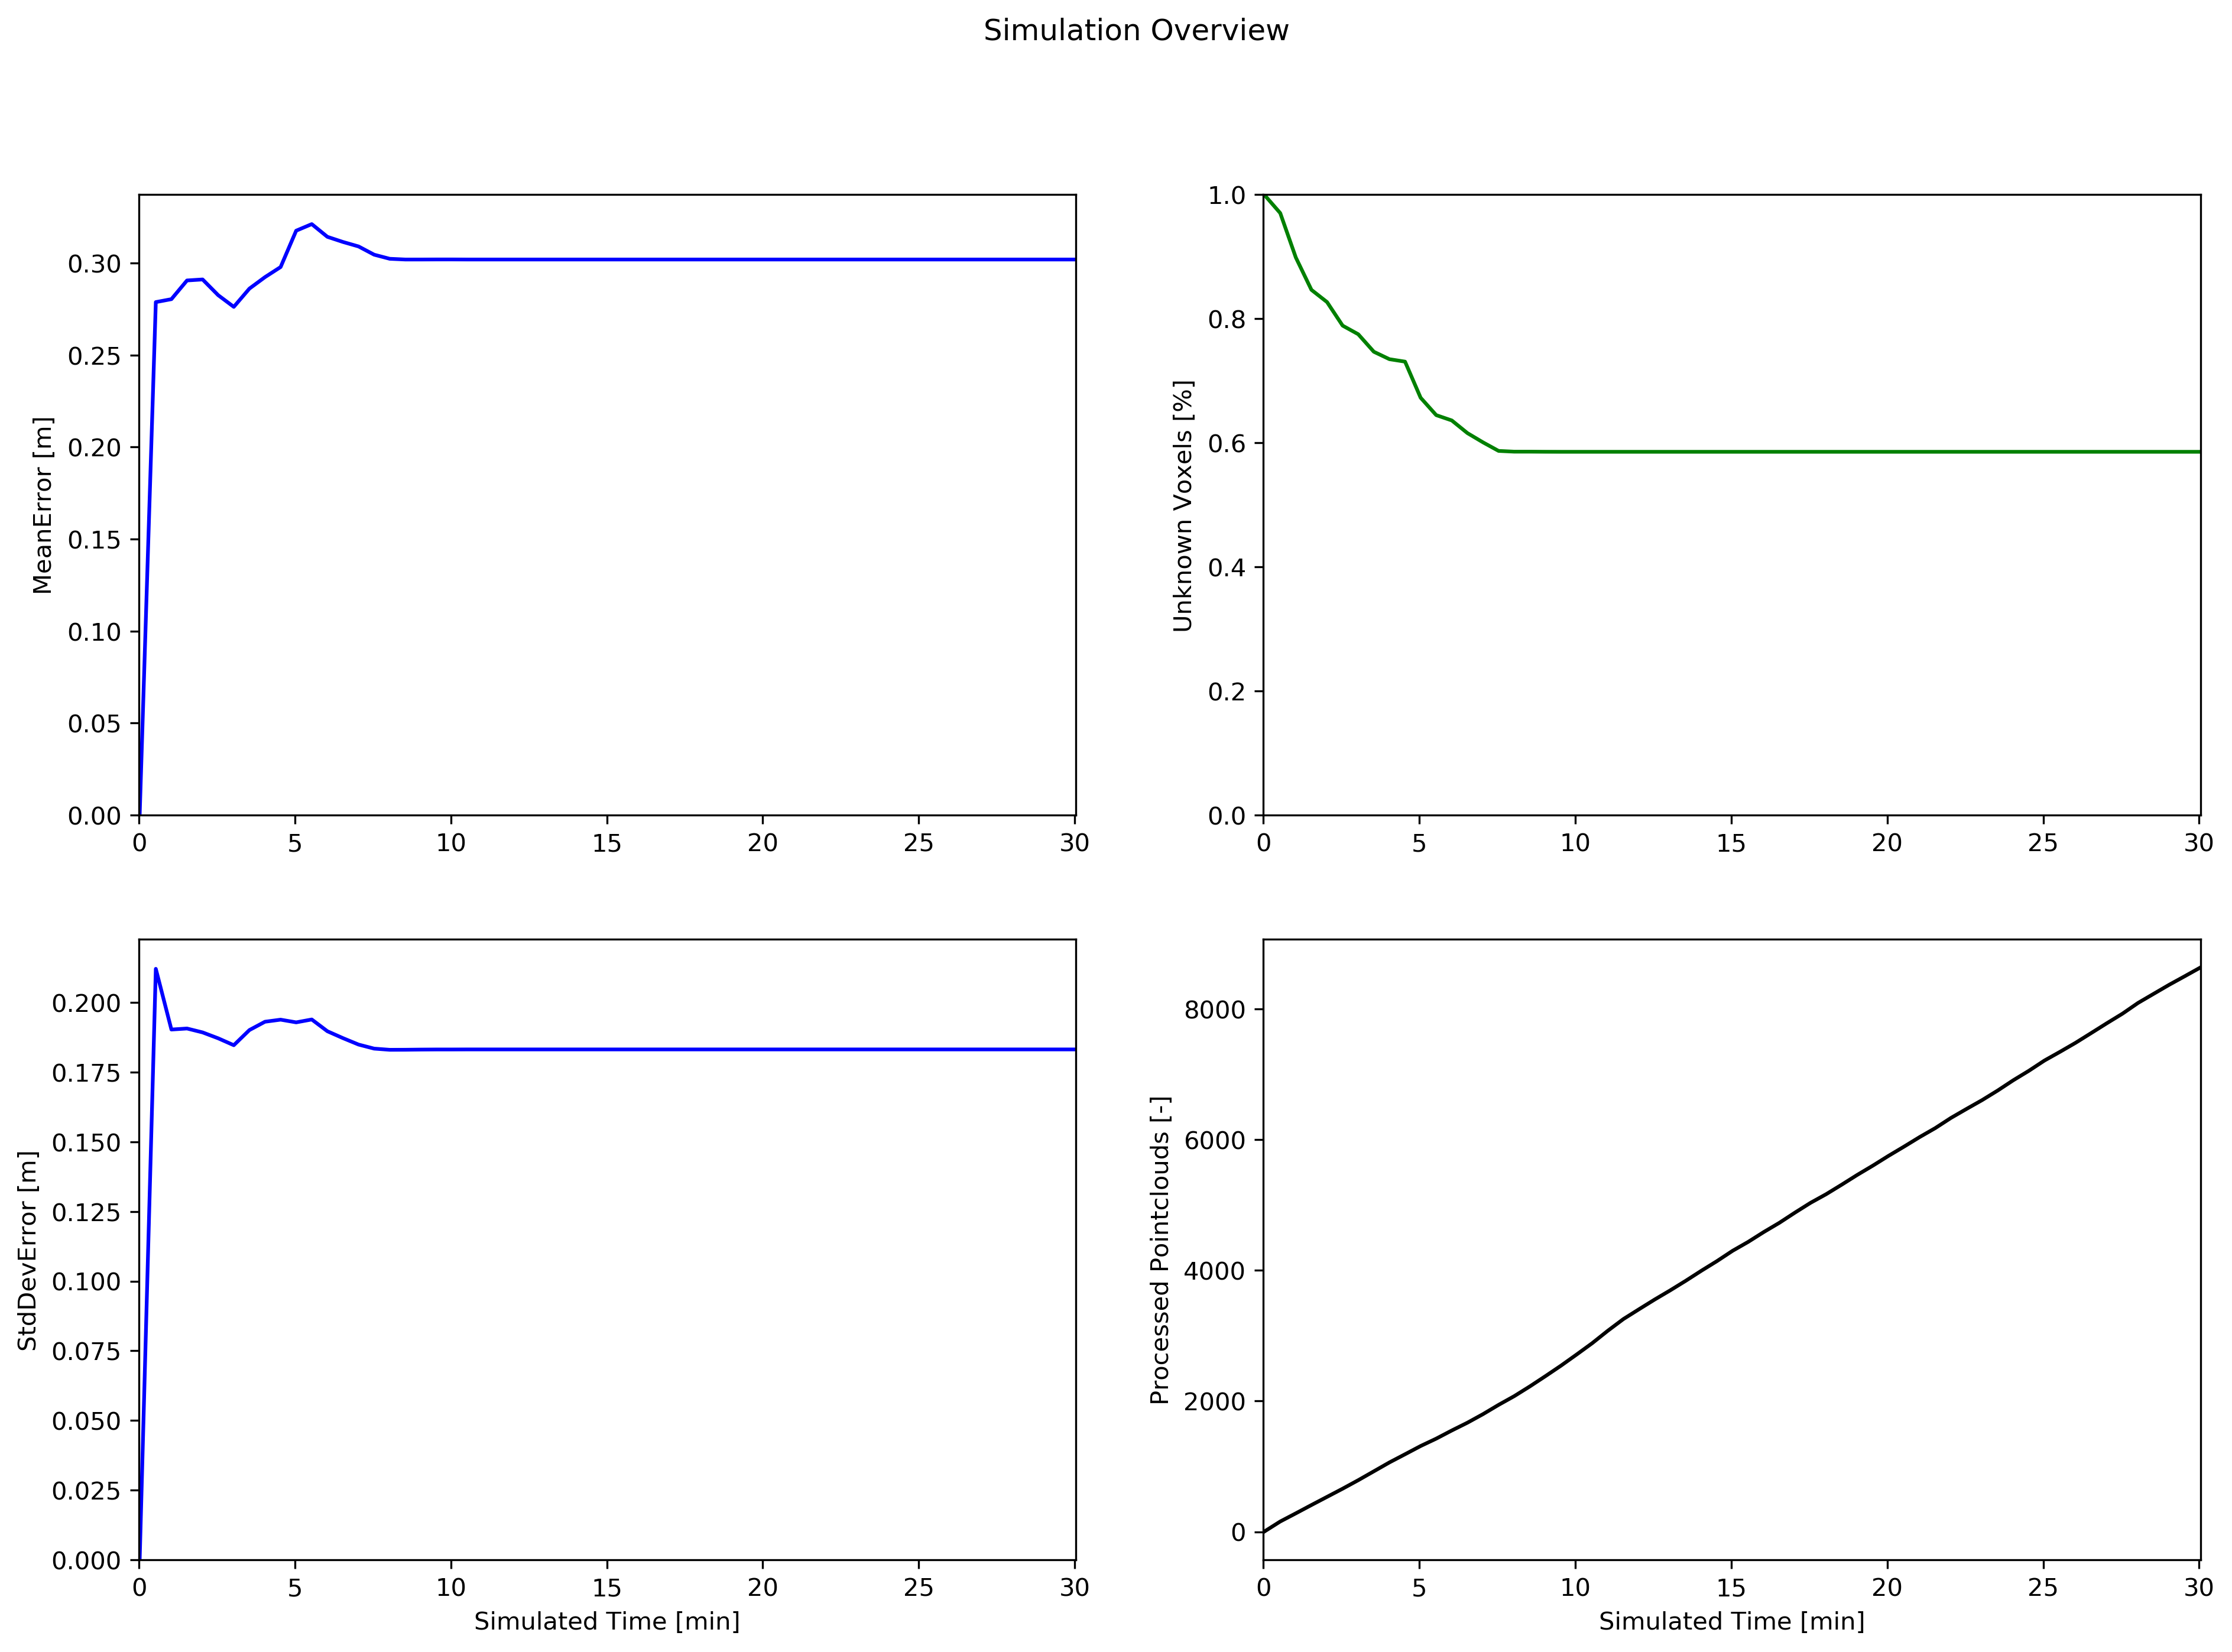 Simulation Overview
MeanError [m]
0.30
0.25
0.20
0.15
0.10
0.05
0.00
0 5 10 15 20 25 30
Unknown Voxels [%]
1.0
0.8
0.6
0.4
0.2
0.0
0 5 10 15 20 25 30
StdDevError [m]
0.200
0.175
0.150
0.125
0.100
0.075
0.050
0.025
0.000
0 5 10 15 20 25 30
Simulated Time [min]
Processed Pointclouds [-]
8000
6000
4000
2000
0
0 5 10 15 20 25 30
Simulated Time [min]